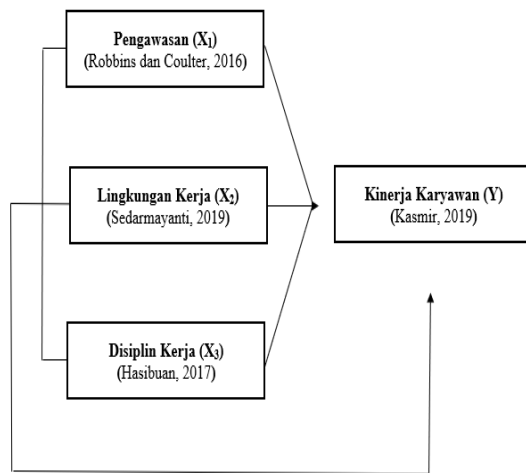 Pengawasan (X₁)
(Robbins dan Coulter, 2016)
Lingkungan Kerja (X₂)
(Sedarmayanti, 2019)
Kinerja Karyawan (Y)
(Kasmir, 2019)
Disiplin Kerja (X₃)
(Hasibuan, 2017)